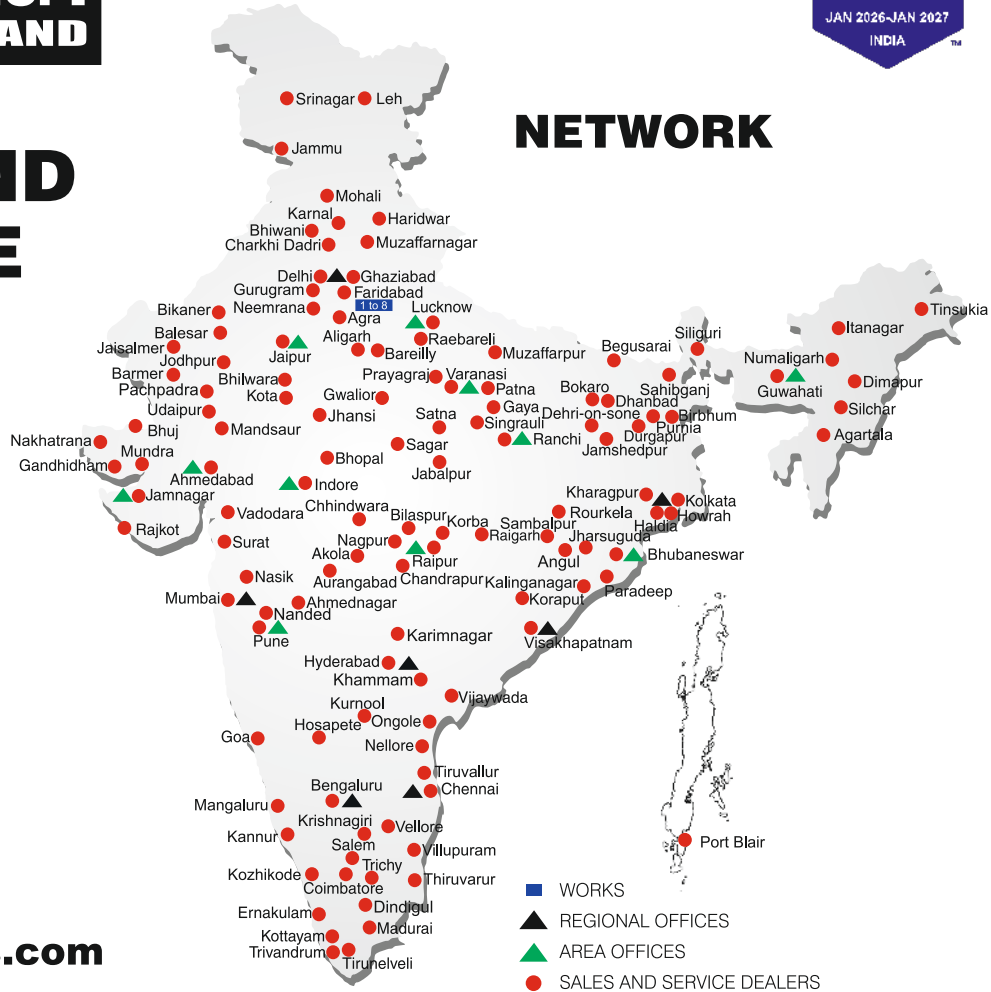 AND
JAN 2026-JAN 2027
INDIA
TM
NETWORK
.com
Srinagar
Leh
Jammu
Mohali
Karnal
Haridwar
Bhiwani
Charkhi Dadri
Muzaffarnagar
Delhi
Ghaziabad
Gurugram
Faridabad
Neemrana
1 to 8
Lucknow
Bikaner
Agra
Tinsukia
Balesar
Aligarh
Raebareli
Siliguri
Itanagar
Jaisalmer
Jaipur
Bareilly
Muzaffarpur
Begusarai
Numaligarh
Jodhpur
Barmer
Bhilwara
Prayagraj
Varanasi
Patna
Bokaro
Sahibganj
Guwahati
Dimapur
Pachpadra
Kota
Gwalior
Dhanbad
Udaipur
Jhansi
Satna
Gaya
Dehri-on-sone
Birbhum
Silchar
Bhuj
Mandsaur
Singrauli
Purnia
Nakhatrana
Sagar
Ranchi
Durgapur
Agartala
Mundra
Jamshedpur
Gandhidham
Bhopal
Jabalpur
Ahmedabad
Indore
Jamnagar
Kharagpur
Kolkata
Vadodara
Chhindwara
Rourkela
Howrah
Rajkot
Bilaspur
Korba
Sambalpur
Haldia
Surat
Nagpur
Raigarh
Jharsuguda
Akola
Raipur
Angul
Bhubaneswar
Nasik
Aurangabad
Chandrapur
Kalinganagar
Paradeep
Mumbai
Ahmednagar
Koraput
Nanded
Pune
Karimnagar
Visakhapatnam
Hyderabad
Khammam
Vijaywada
Kurnool
Hosapete
Ongole
Goa
Nellore
Tiruvallur
Bengaluru
Chennai
Mangaluru
Krishnagiri
Vellore
Kannur
Salem
Villupuram
Port Blair
Trichy
Kozhikode
Coimbatore
Thiruvarur
Ernakulam
Dindigul
Kottayam
Madurai
Trivandrum
Tirunelveli
WORKS
REGIONAL OFFICES
AREA OFFICES
SALES AND SERVICE DEALERS